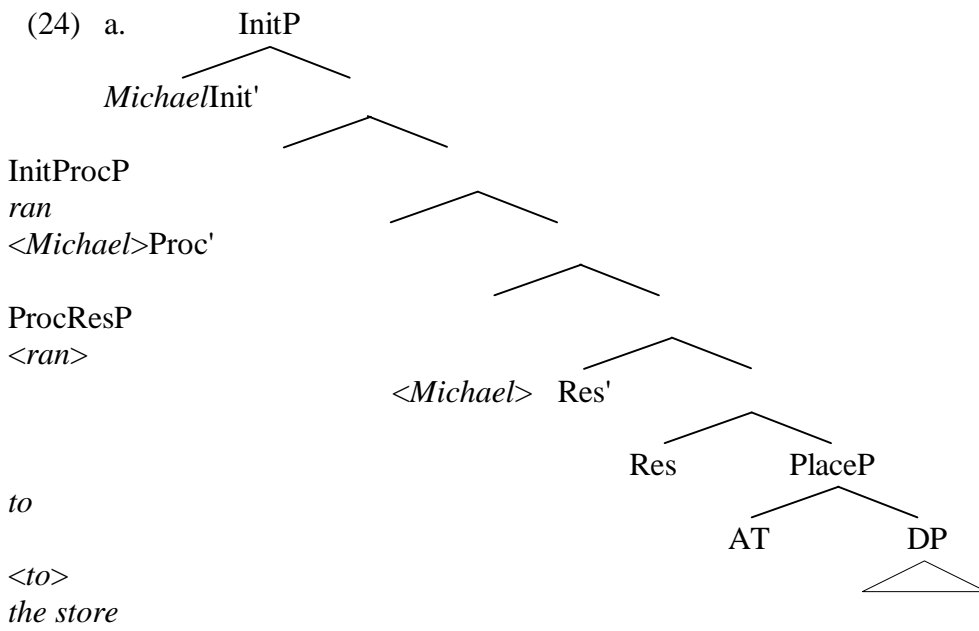 (24) a. InitP
MichaelInit'
InitProcP
ran
<Michael>Proc'
ProcResP
<ran>
<Michael> Res'
Res PlaceP
to
AT DP
<to>
the store